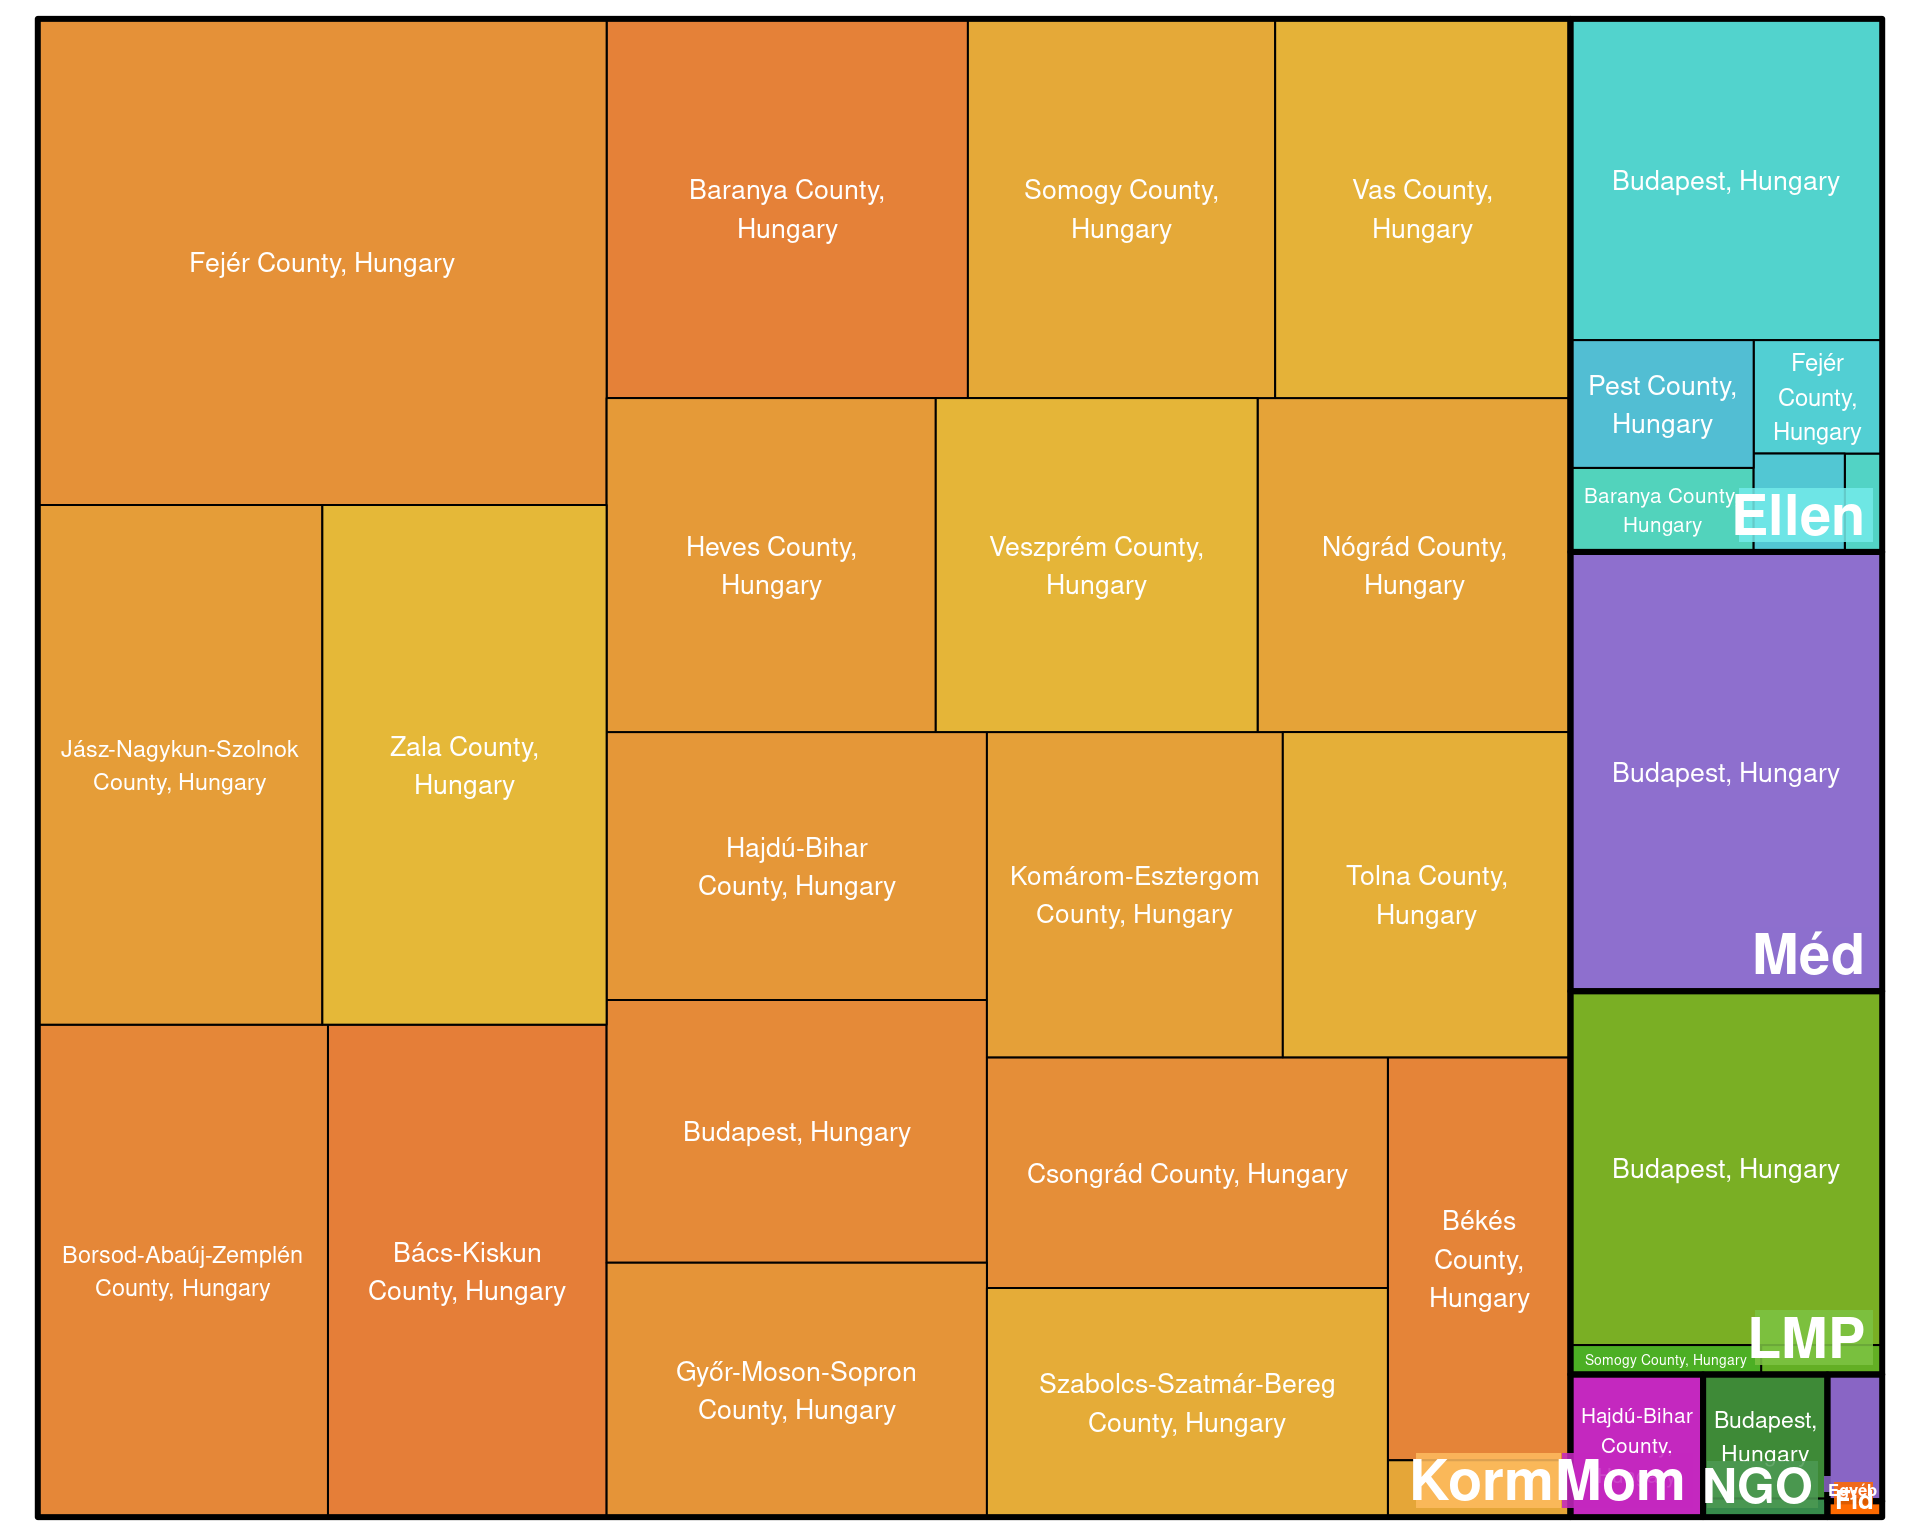 Fejér County, Hungary
Baranya County,
Hungary
Somogy County,
Hungary
Vas County,
Hungary
Budapest, Hungary
Pest County,
Hungary
Fejér
County,
Hungary
Baranya County
Hungary
Ellen
Jász-Nagykun-Szolnok
County, Hungary
Zala County,
Hungary
Heves County,
Hungary
Veszprém County,
Hungary
Nógrád County,
Hungary
Budapest, Hungary
Méd
Hajdú-Bihar
County, Hungary
Komárom-Esztergom
County, Hungary
Tolna County,
Hungary
Borsod-Abaúj-Zemplén
County, Hungary
Bács-Kiskun
County, Hungary
Budapest, Hungary
Csongrád County, Hungary
Békés
County,
Hungary
Budapest, Hungary
LMP
Somogy County, Hungary
Győr-Moson-Sopron
County, Hungary
Szabolcs-Szatmár-Bereg
County, Hungary
Korm
Hajdú-Bihar
County.
Mom
Budapest,
Hungary
NGO
Egyéb
Fid